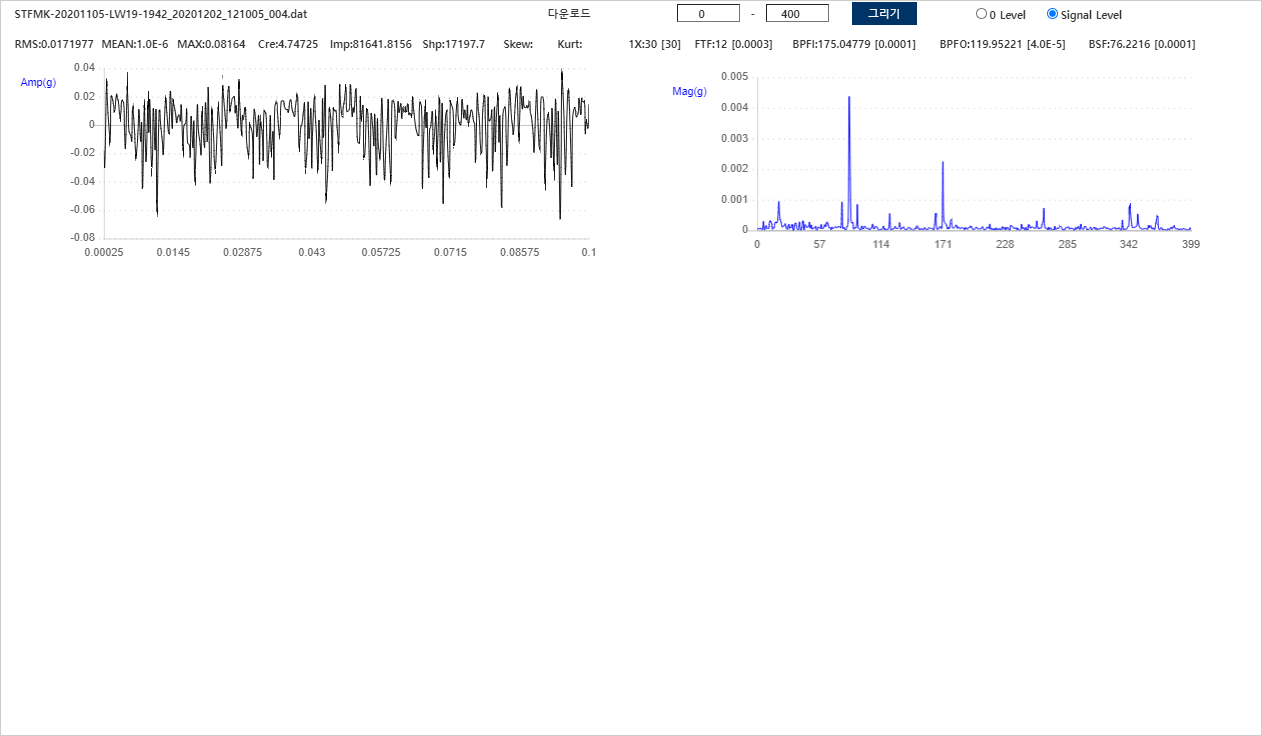 STFMK-20201105-LW19-1942_20201202_121005_004.dat 다운로드 0 - 400 그리기 0 Level Signal Level
RMS:0.0171977 MEAN:1.0E-6 MAX:0.08164 Cre:4.74725 Imp:81641.8156 Shp:17197.7 Skew: Kurt: 1X:30 [30] FTF:12 [0.0003] BPFI:175.04779 [0.0001] BPFO:119.95221 [4.0E-5] BSF:76.2216 [0.0001]
Amp(g)
0.04
0.02
0
-0.02
-0.04
-0.06
-0.08
0.00025 0.0145 0.02875 0.043 0.05725 0.0715 0.08575 0.1
Mag(g)
0.005
0.004
0.003
0.002
0.001
0
0 57 114 171 228 285 342 399